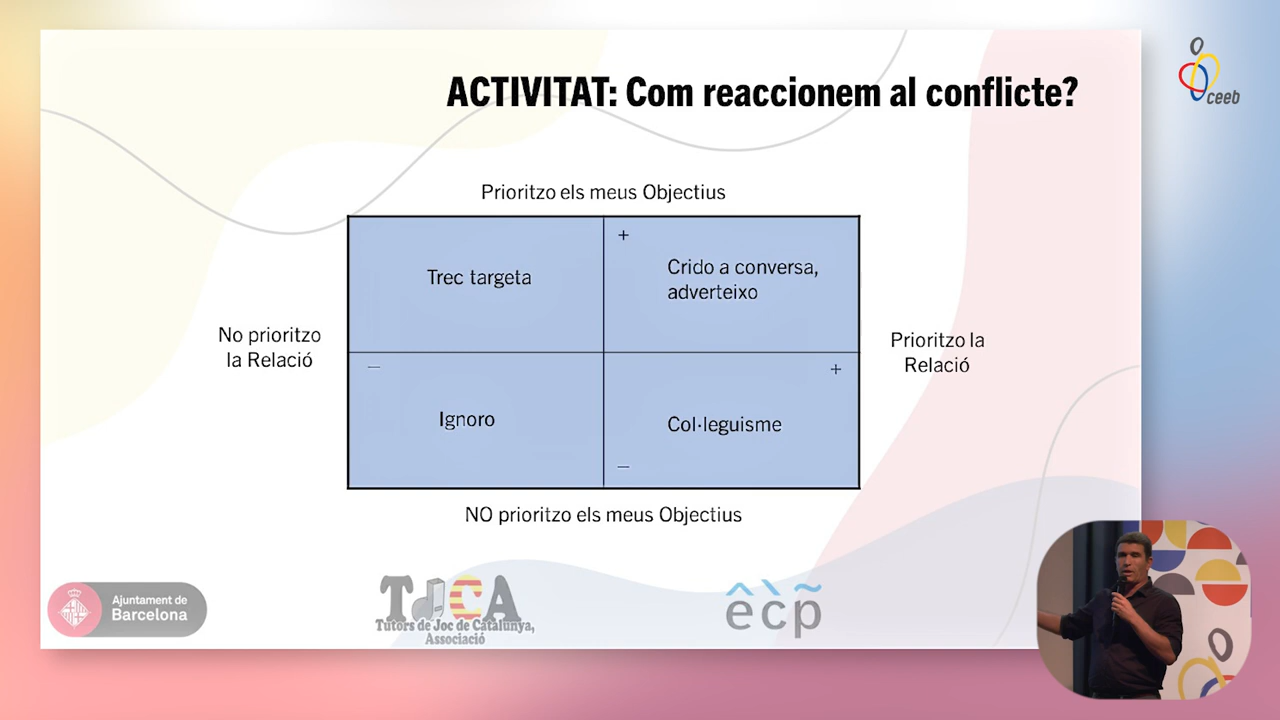 ACTIVITAT: Com reaccionem al conflicte?
ceeb
Prioritzo els meus Objectius
+
Trec targeta
Crido a conversa,
adverteixo
No prioritzo
la Relació
Prioritzo la
Relació
—
+
Ignoro
Col·leguisme
—
NO prioritzo els meus Objectius
Ajuntament de
Barcelona
TJCA
Tutors de Joc de Catalunya,
Associació
ecp